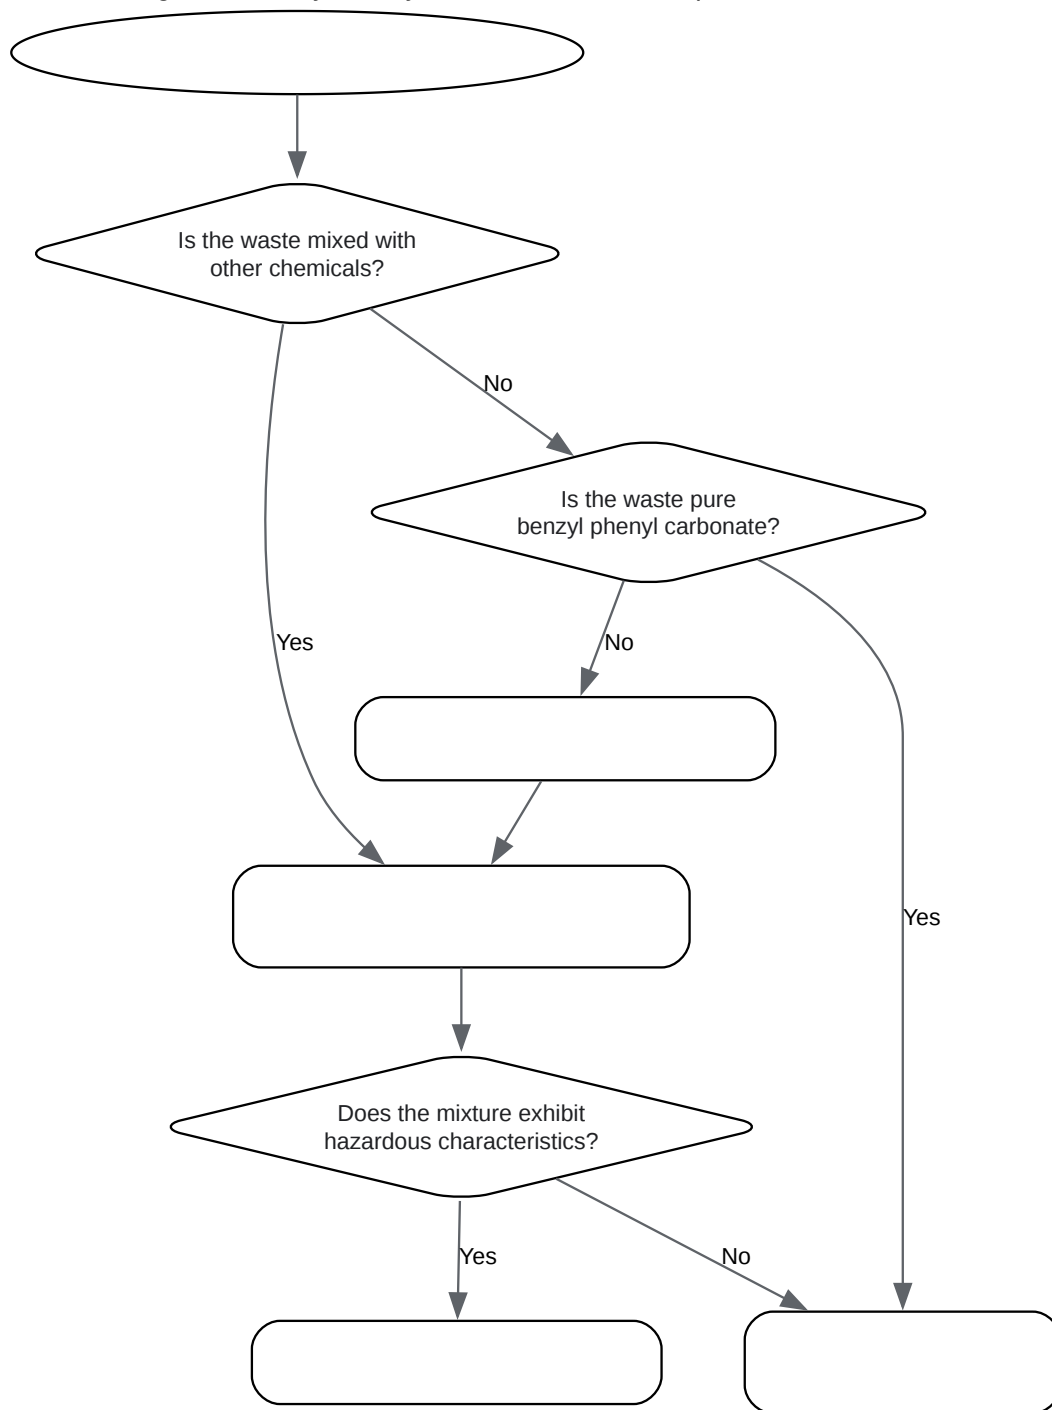 Is the waste mixed with
other chemicals?
No
Is the waste pure
benzyl phenyl carbonate?
Yes
No
Yes
Does the mixture exhibit
hazardous characteristics?
Yes
No